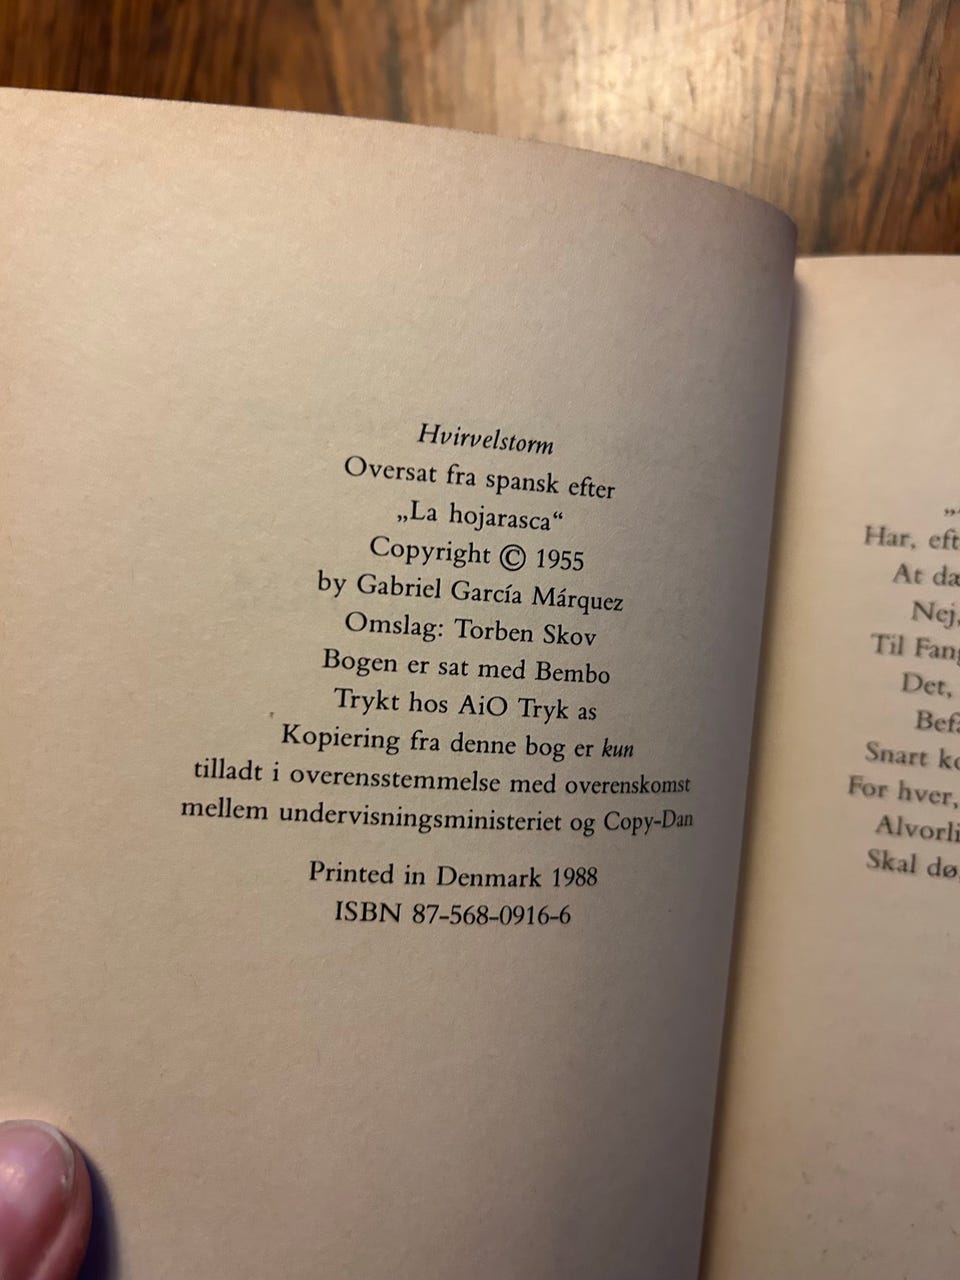 Hvirvelstorm
Oversat fra spansk efter
„La hojarasca“
Copyright © 1955
by Gabriel García Márquez
Omslag: Torben Skov
Bogen er sat med Bembo
Trykt hos AiO Tryk as
Kopiering fra denne bog er kun
tilladt i overensstemmelse med overenskomst
mellem undervisningsministeriet og Copy-Dan
Printed in Denmark 1988
ISBN 87-568-0916-6
Har,
At
Nej,
Til
Det,
Snart
For hver,
Skal